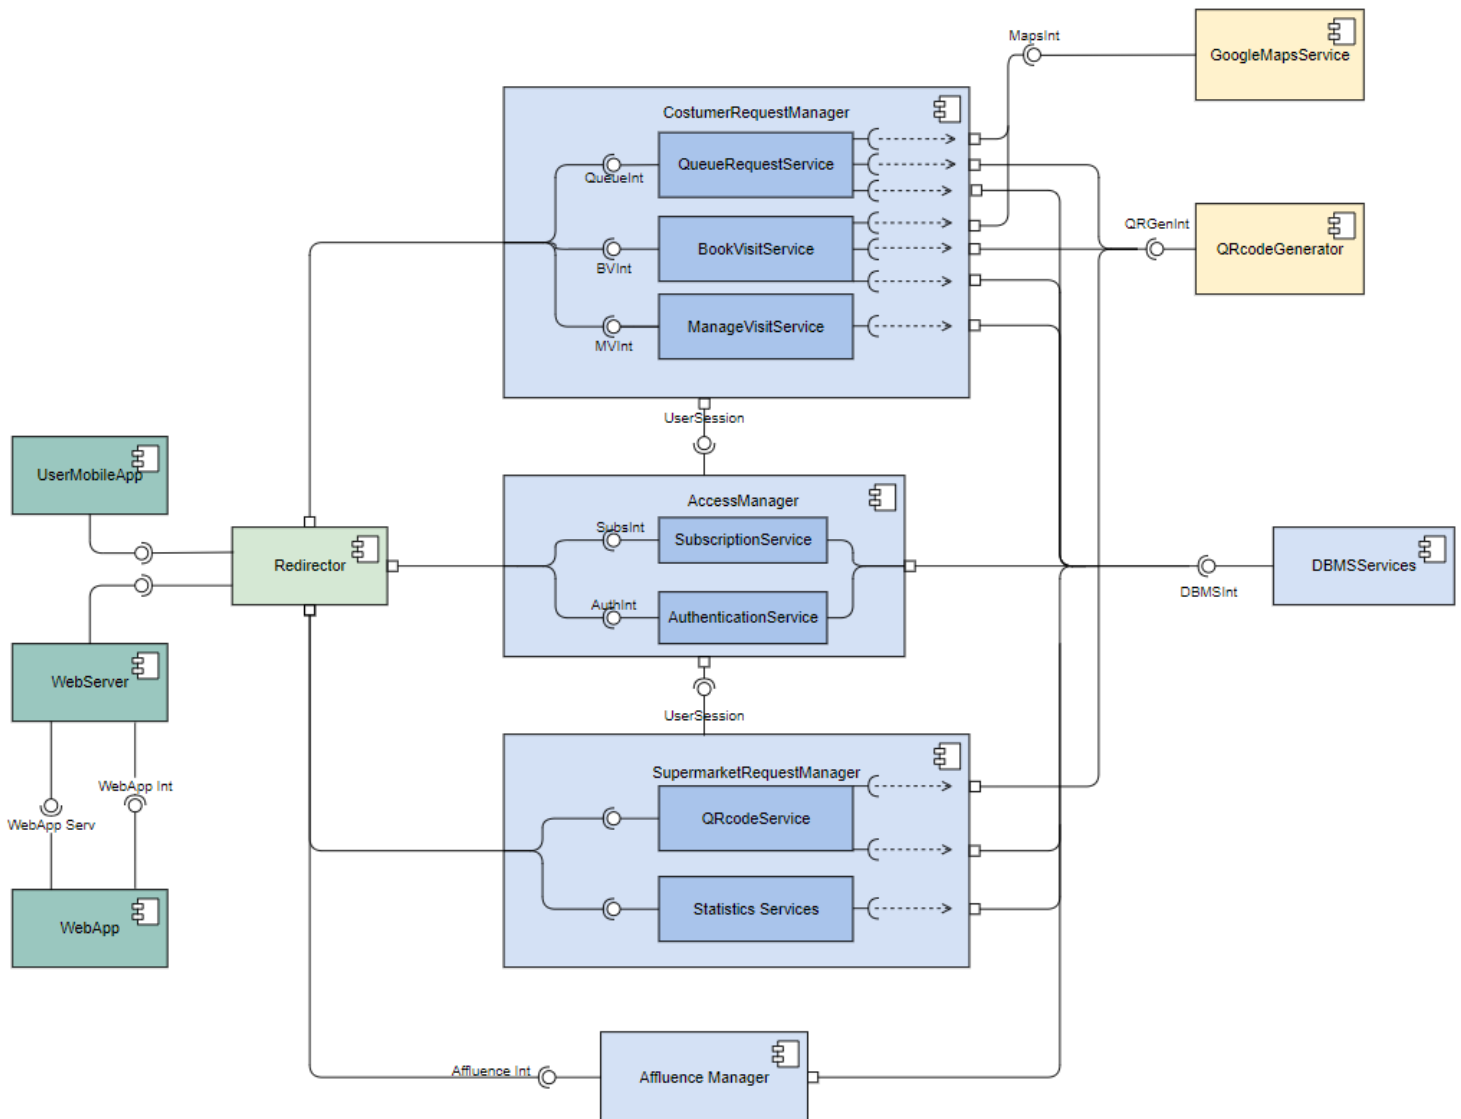 MapsInt
GoogleMapsService
CostumerRequestManager
QueueRequestService
QueueInt
QRGenInt
BookVisitService
QRcodeGenerator
BVInt
ManageVisitService
MVInt
UserSession
UserMobileApp
AccessManager
SubsInt
SubscriptionService
Redirector
DBMSServices
DBMSInt
AuthInt
AuthenticationService
WebServer
UserSession
SupermarketRequestManager
WebApp Int
WebApp Serv
QRcodeService
Statistics Services
WebApp
Affluence Int
Affluence Manager